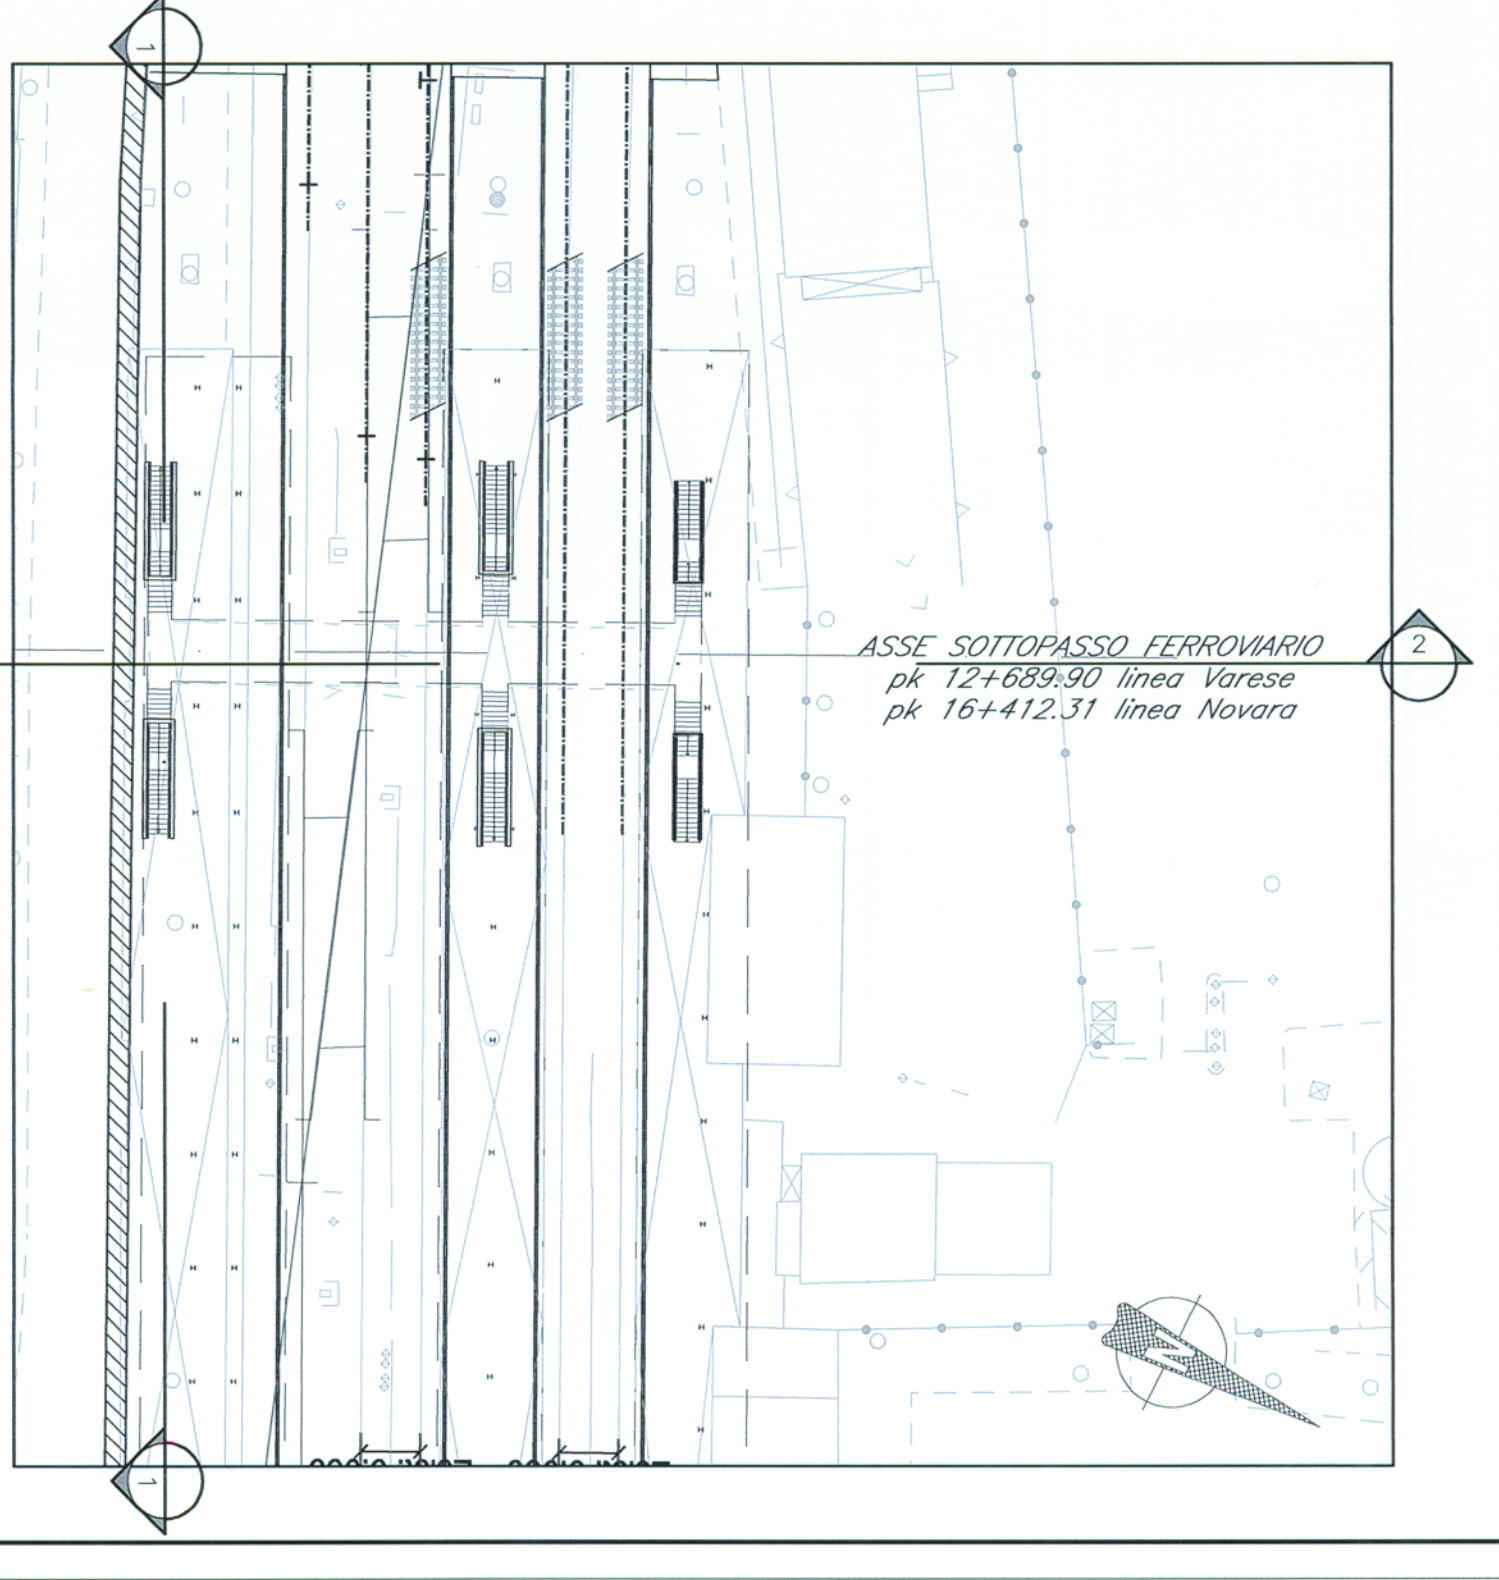 1
ASSE SOTTOPASSO FERROVIARIO
pk 12+689.90 linea Varese
pk 16+412.31 linea Novara
2
N
1